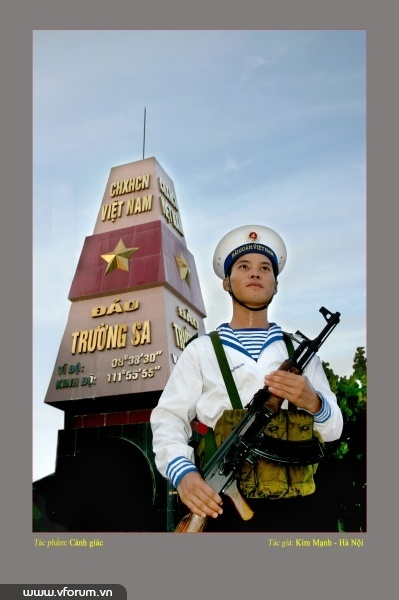 CHXHCN
VIỆT NAM
ĐẢO
TRƯỜNG SA
VĨ ĐỘ: 08°38'30"
KINH ĐỘ: 111°55'55"
HẢI QUÂN VIỆT NAM
Tác phẩm: Cảnh giác
Tác giả: Kim Mạnh - Hà Nội
www.vforum.vn